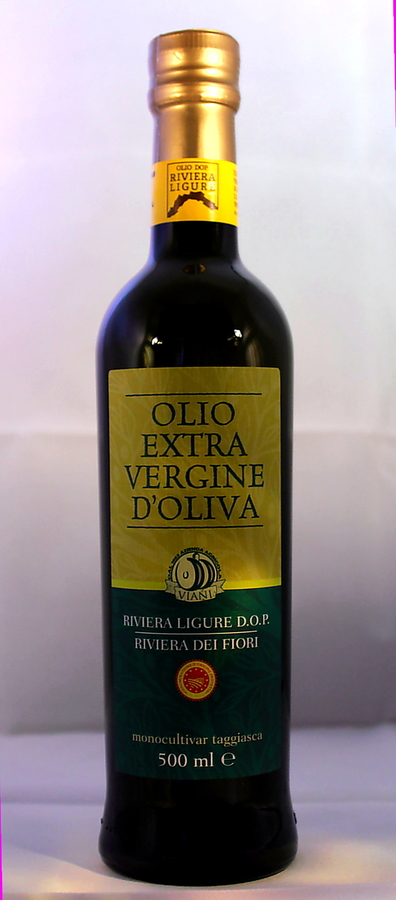 OLIO DOP
RIVIERA
LIGURE
OLIO
EXTRA
VERGINE
D'OLIVA
VIANI
RIVIERA LIGURE D.O.P.
RIVIERA DEI FIORI
monocultivar taggiasca
500 ml ℮